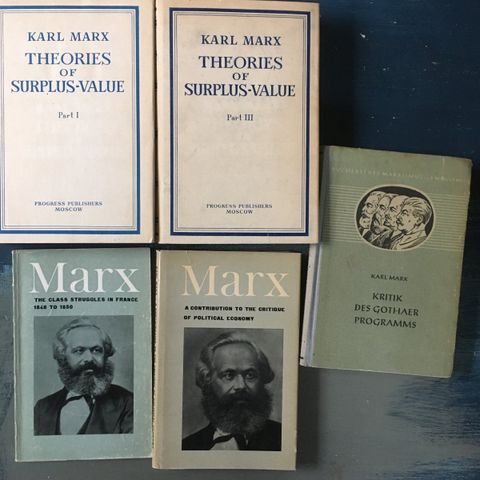 KARL MARX
THEORIES
OF
SURPLUS-VALUE
Part I
PROGRESS PUBLISHERS
MOSCOW
KARL MARX
THEORIES
OF
SURPLUS-VALUE
Part III
PROGRESS PUBLISHERS
MOSCOW
KARL MARX
KRITIK
DES GOTHAER
PROGRAMMS
Marx
THE CLASS STRUGGLES IN FRANCE
1848 TO 1850
Marx
A CONTRIBUTION TO THE CRITIQUE
OF POLITICAL ECONOMY